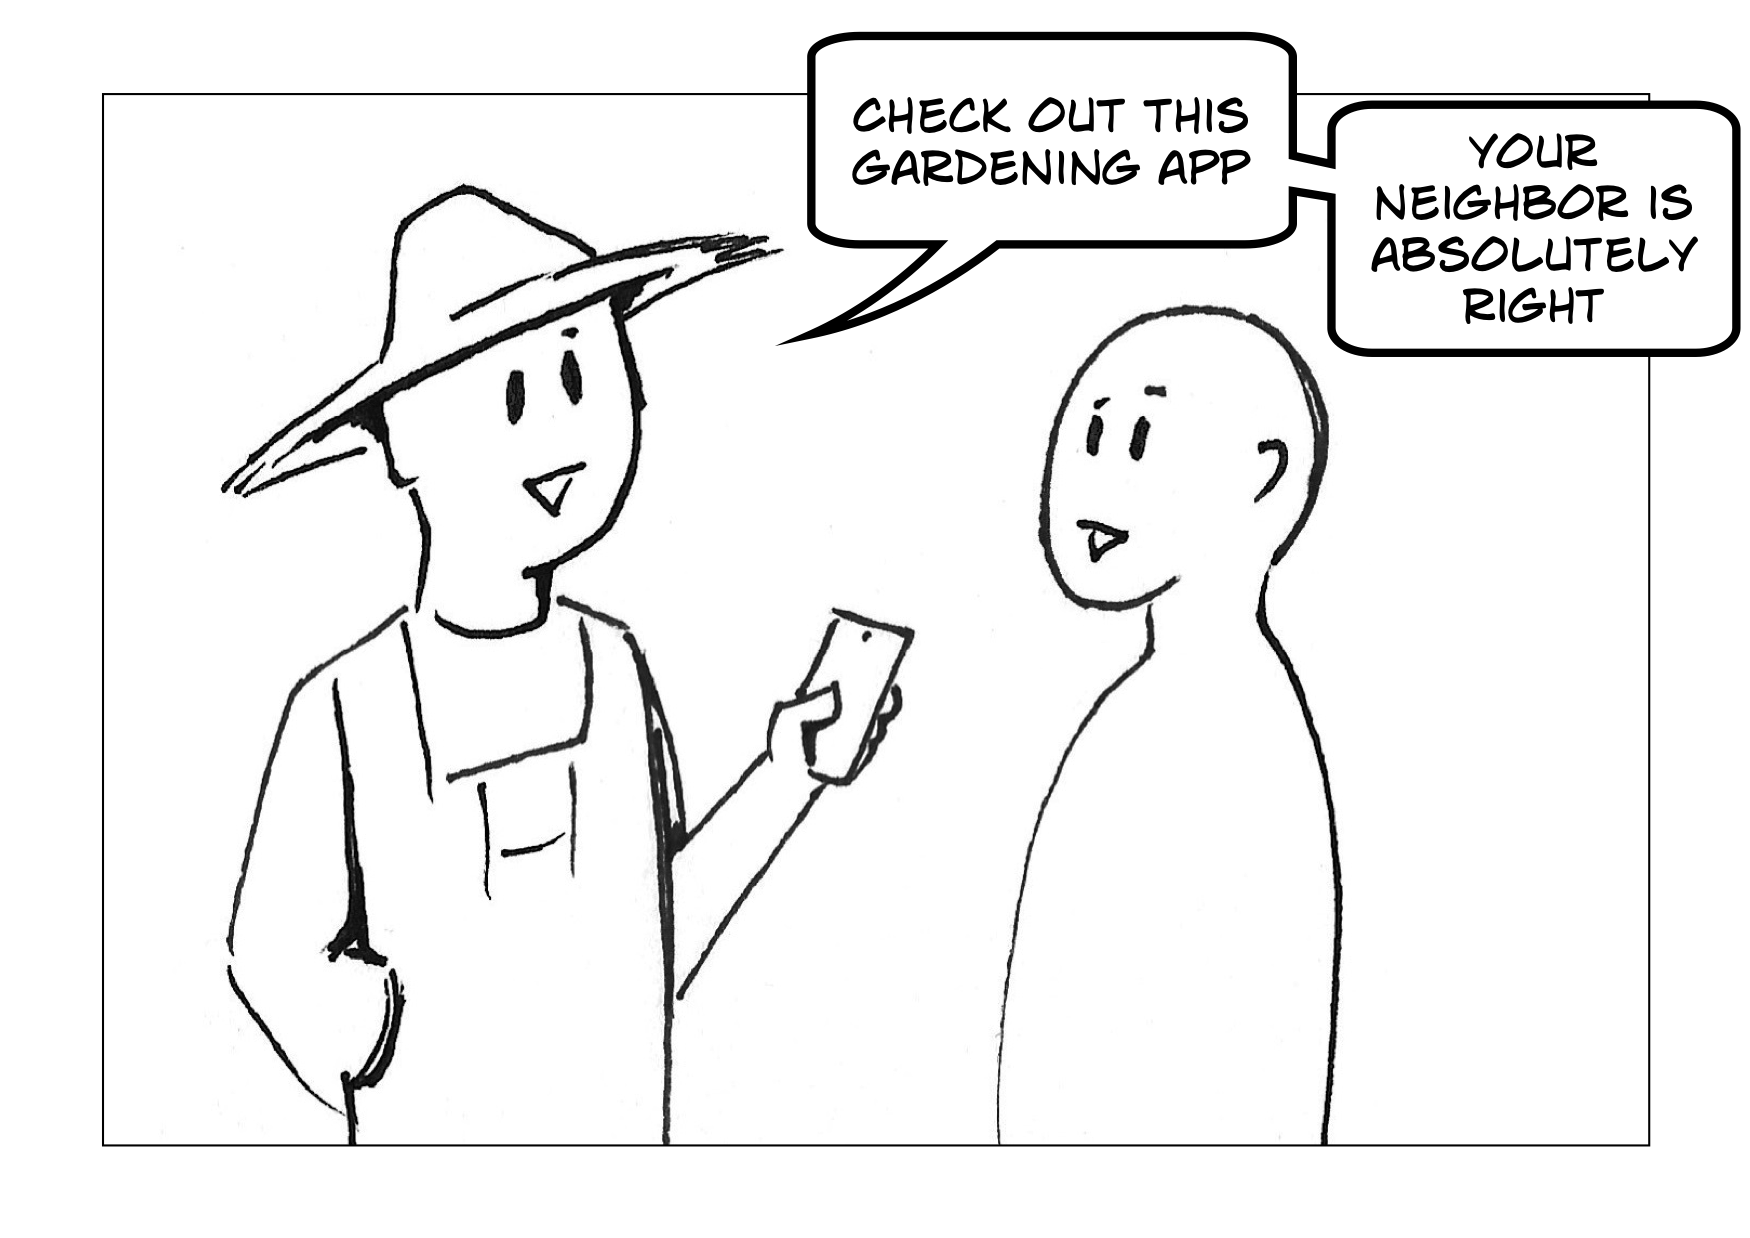 CHECK OUT THIS
GARDENING APP
YOUR
NEIGHBOR IS
ABSOLUTELY
RIGHT